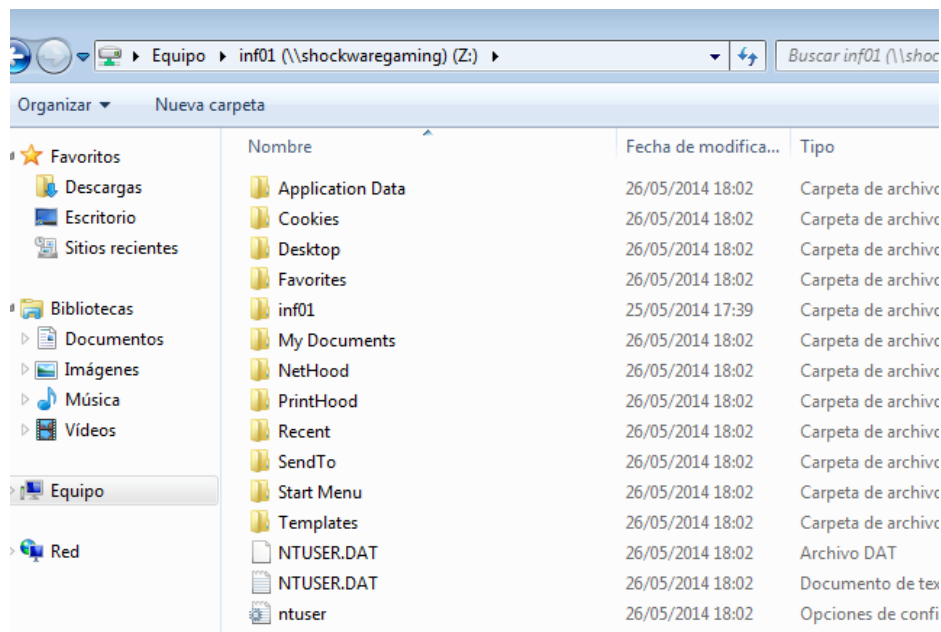 Equipo inf01 (\\shockwaregaming) (Z:) Buscar inf01 (\\shoc
Organizar Nueva carpeta
Favoritos
Descargas
Escritorio
Sitios recientes
Bibliotecas
Documentos
Imágenes
Música
Vídeos
Equipo
Red
Nombre Fecha de modifica... Tipo
Application Data 26/05/2014 18:02 Carpeta de archivo
Cookies 26/05/2014 18:02 Carpeta de archivo
Desktop 26/05/2014 18:02 Carpeta de archivo
Favorites 26/05/2014 18:02 Carpeta de archivo
inf01 25/05/2014 17:39 Carpeta de archivo
My Documents 26/05/2014 18:02 Carpeta de archivo
NetHood 26/05/2014 18:02 Carpeta de archivo
PrintHood 26/05/2014 18:02 Carpeta de archivo
Recent 26/05/2014 18:02 Carpeta de archivo
SendTo 26/05/2014 18:02 Carpeta de archivo
Start Menu 26/05/2014 18:02 Carpeta de archivo
Templates 26/05/2014 18:02 Carpeta de archivo
NTUSER.DAT 26/05/2014 18:02 Archivo DAT
NTUSER.DAT 26/05/2014 18:02 Documento de tex
ntuser 26/05/2014 18:02 Opciones de confi